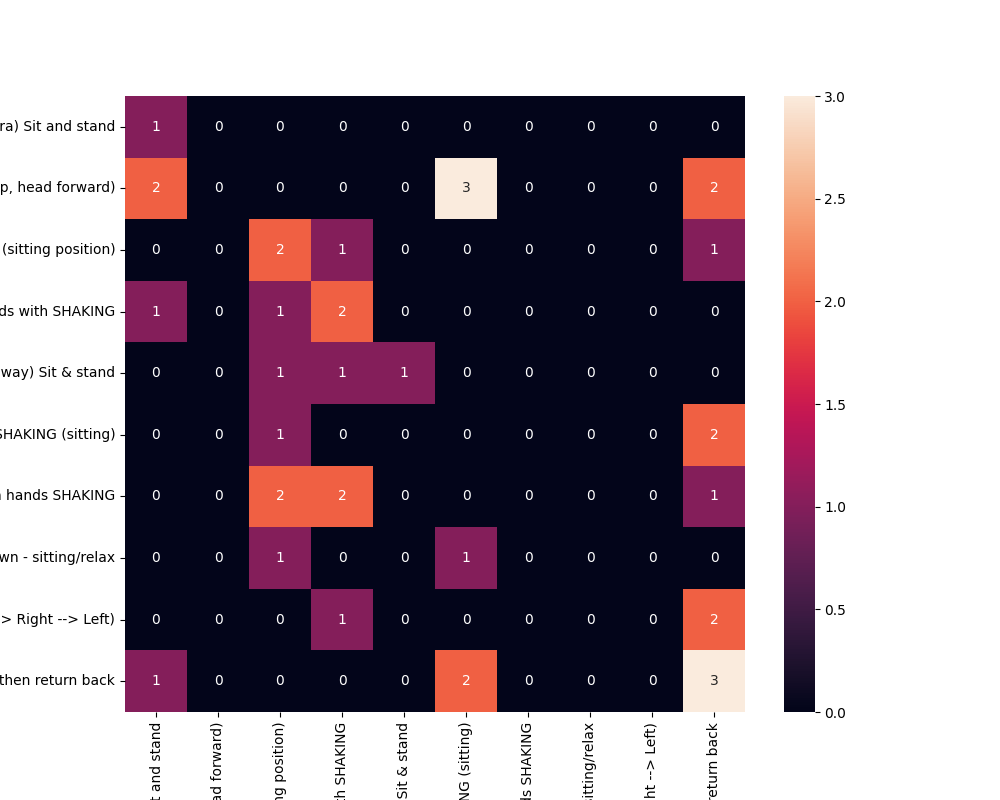 ra) Sit and stand 1 0 0 0 0 0 0 0 0 0
p, head forward) 2 0 0 0 0 3 0 0 0 2
(sitting position) 0 0 2 1 0 0 0 0 0 1
ds with SHAKING 1 0 1 2 0 0 0 0 0 0
way) Sit & stand 0 0 1 1 1 0 0 0 0 0
SHAKING (sitting) 0 0 1 0 0 0 0 0 0 2
hands SHAKING 0 0 2 2 0 0 0 0 0 1
wn - sitting/relax 0 0 1 0 0 1 0 0 0 0
> Right --> Left) 0 0 0 1 0 0 0 0 0 2
then return back 1 0 0 0 0 2 0 0 0 3
t and stand
ad forward)
ng position)
th SHAKING
Sit & stand
NG (sitting)
ds SHAKING
sitting/relax
ht --> Left)
return back
3.0
2.5
2.0
1.5
1.0
0.5
0.0